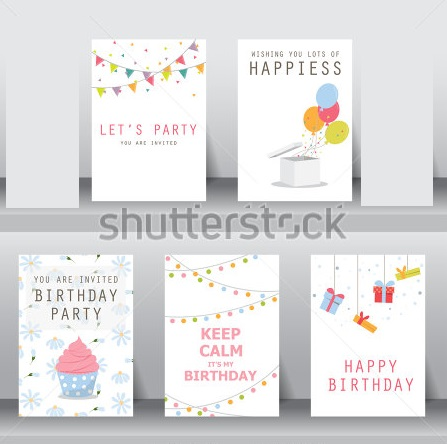 LET'S PARTY
YOU ARE INVITED
WISHING YOU LOTS OF
HAPPIESS
shutterstock
YOU ARE INVITED
BIRTHDAY
PARTY
KEEP
CALM
IT'S MY
BIRTHDAY
HAPPY
BIRTHDAY